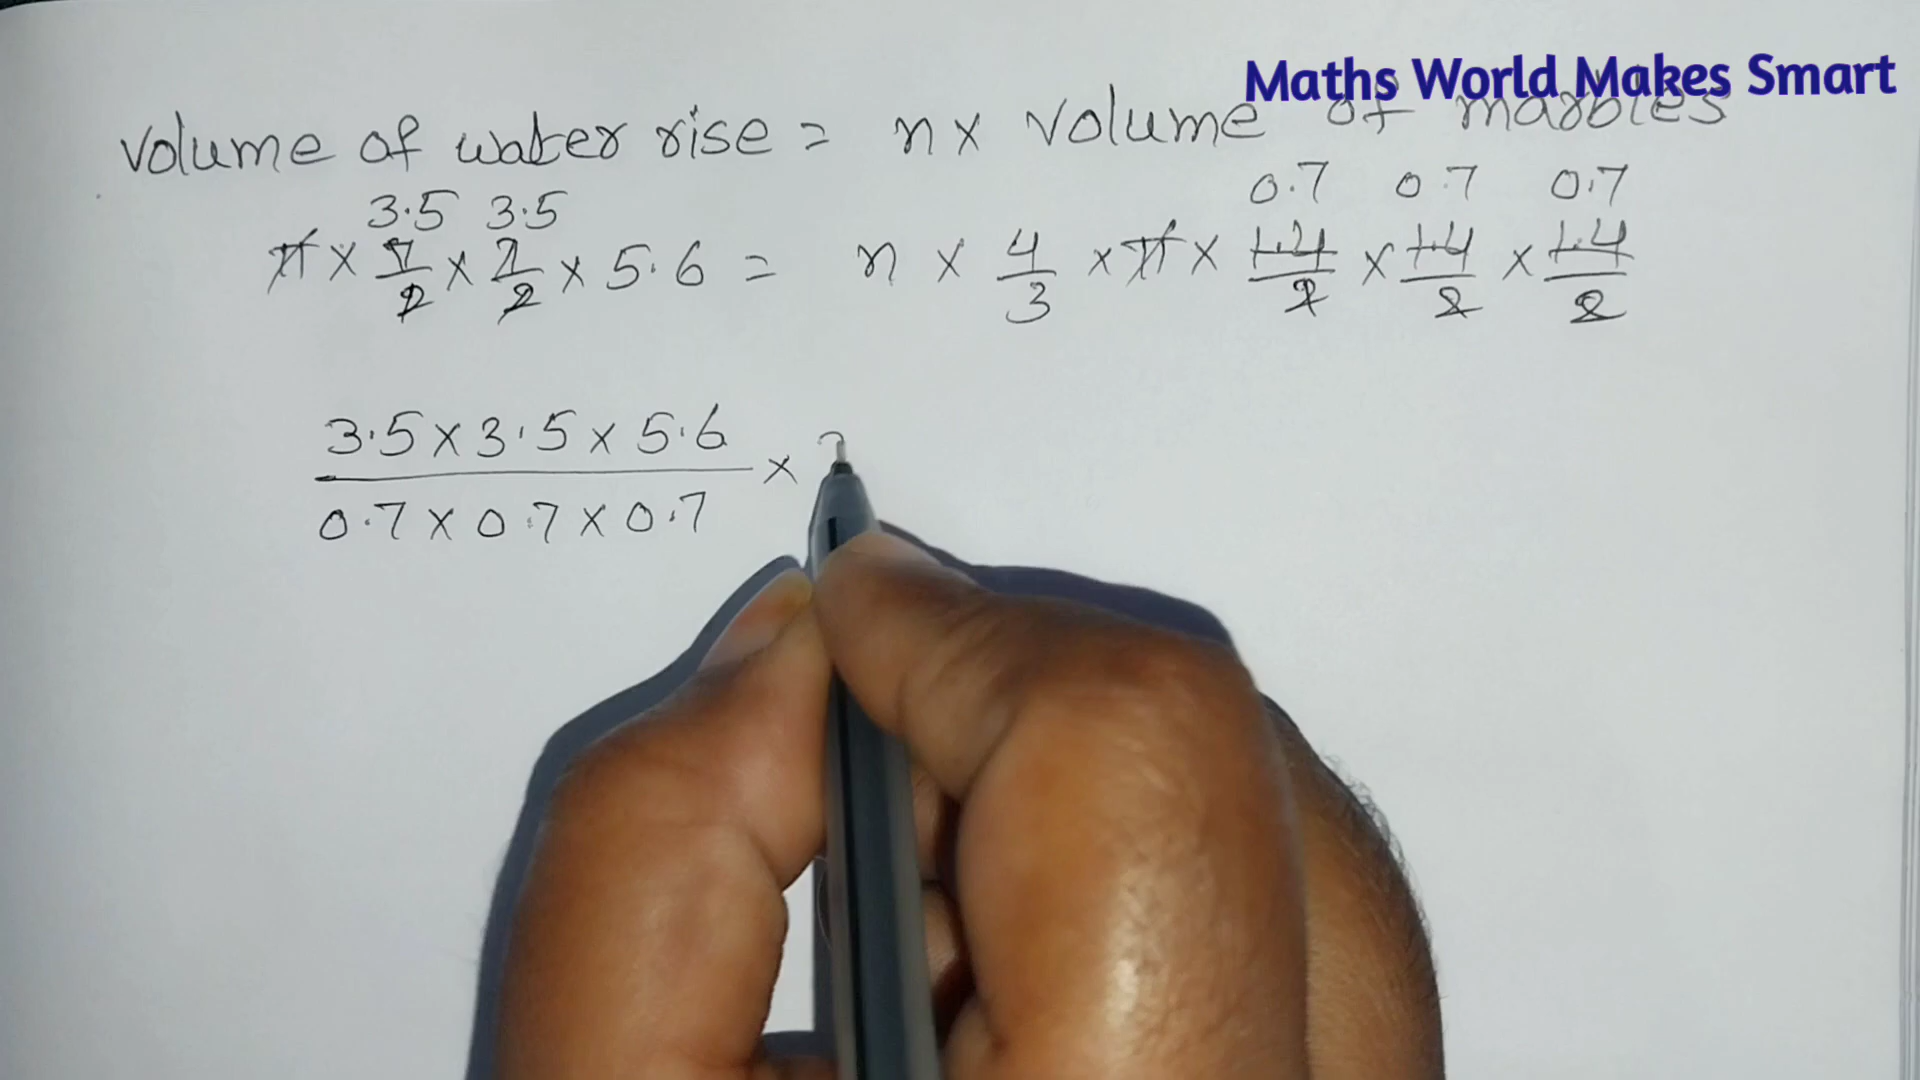 Maths World Makes Smart
volume of water rise = n × volume of marbles
3.5 3.5 0.7 0.7 0.7
π × 7/2 × 7/2 × 5.6 = n × 4/3 × π × 1.4/2 × 1.4/2 × 1.4/2
3.5 × 3.5 × 5.6 ×
0.7 × 0.7 × 0.7